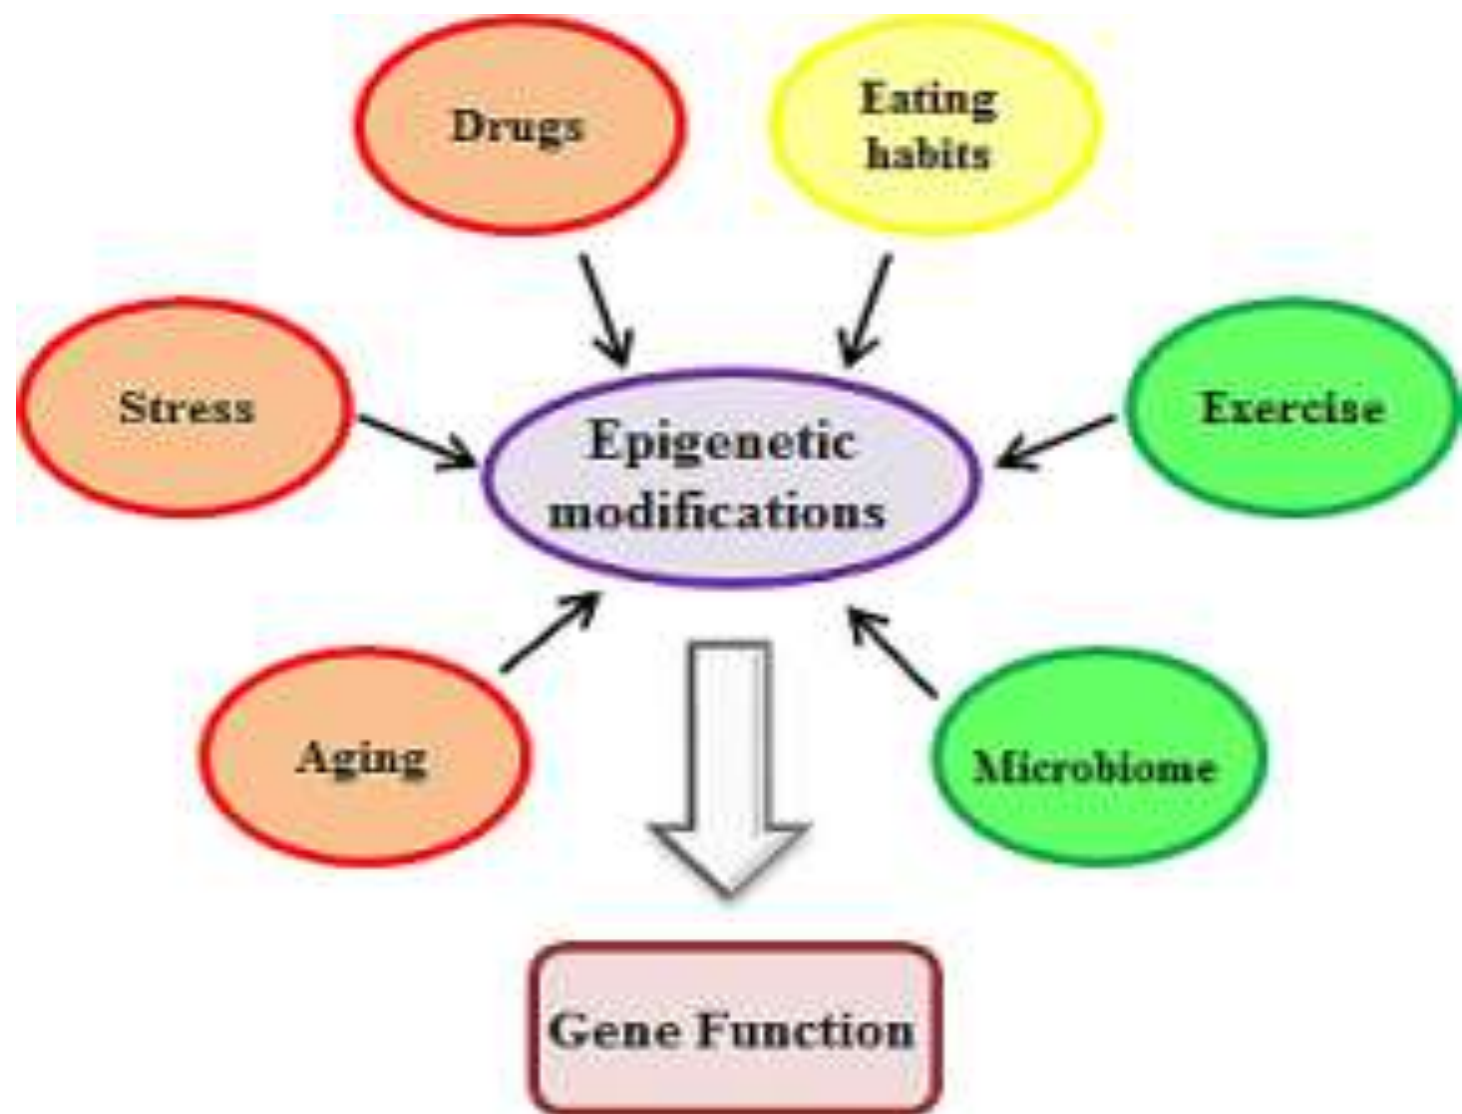 Drugs
Eating
habits
Stress
Exercise
Epigenetic
modifications
Aging
Microbiome
Gene Function